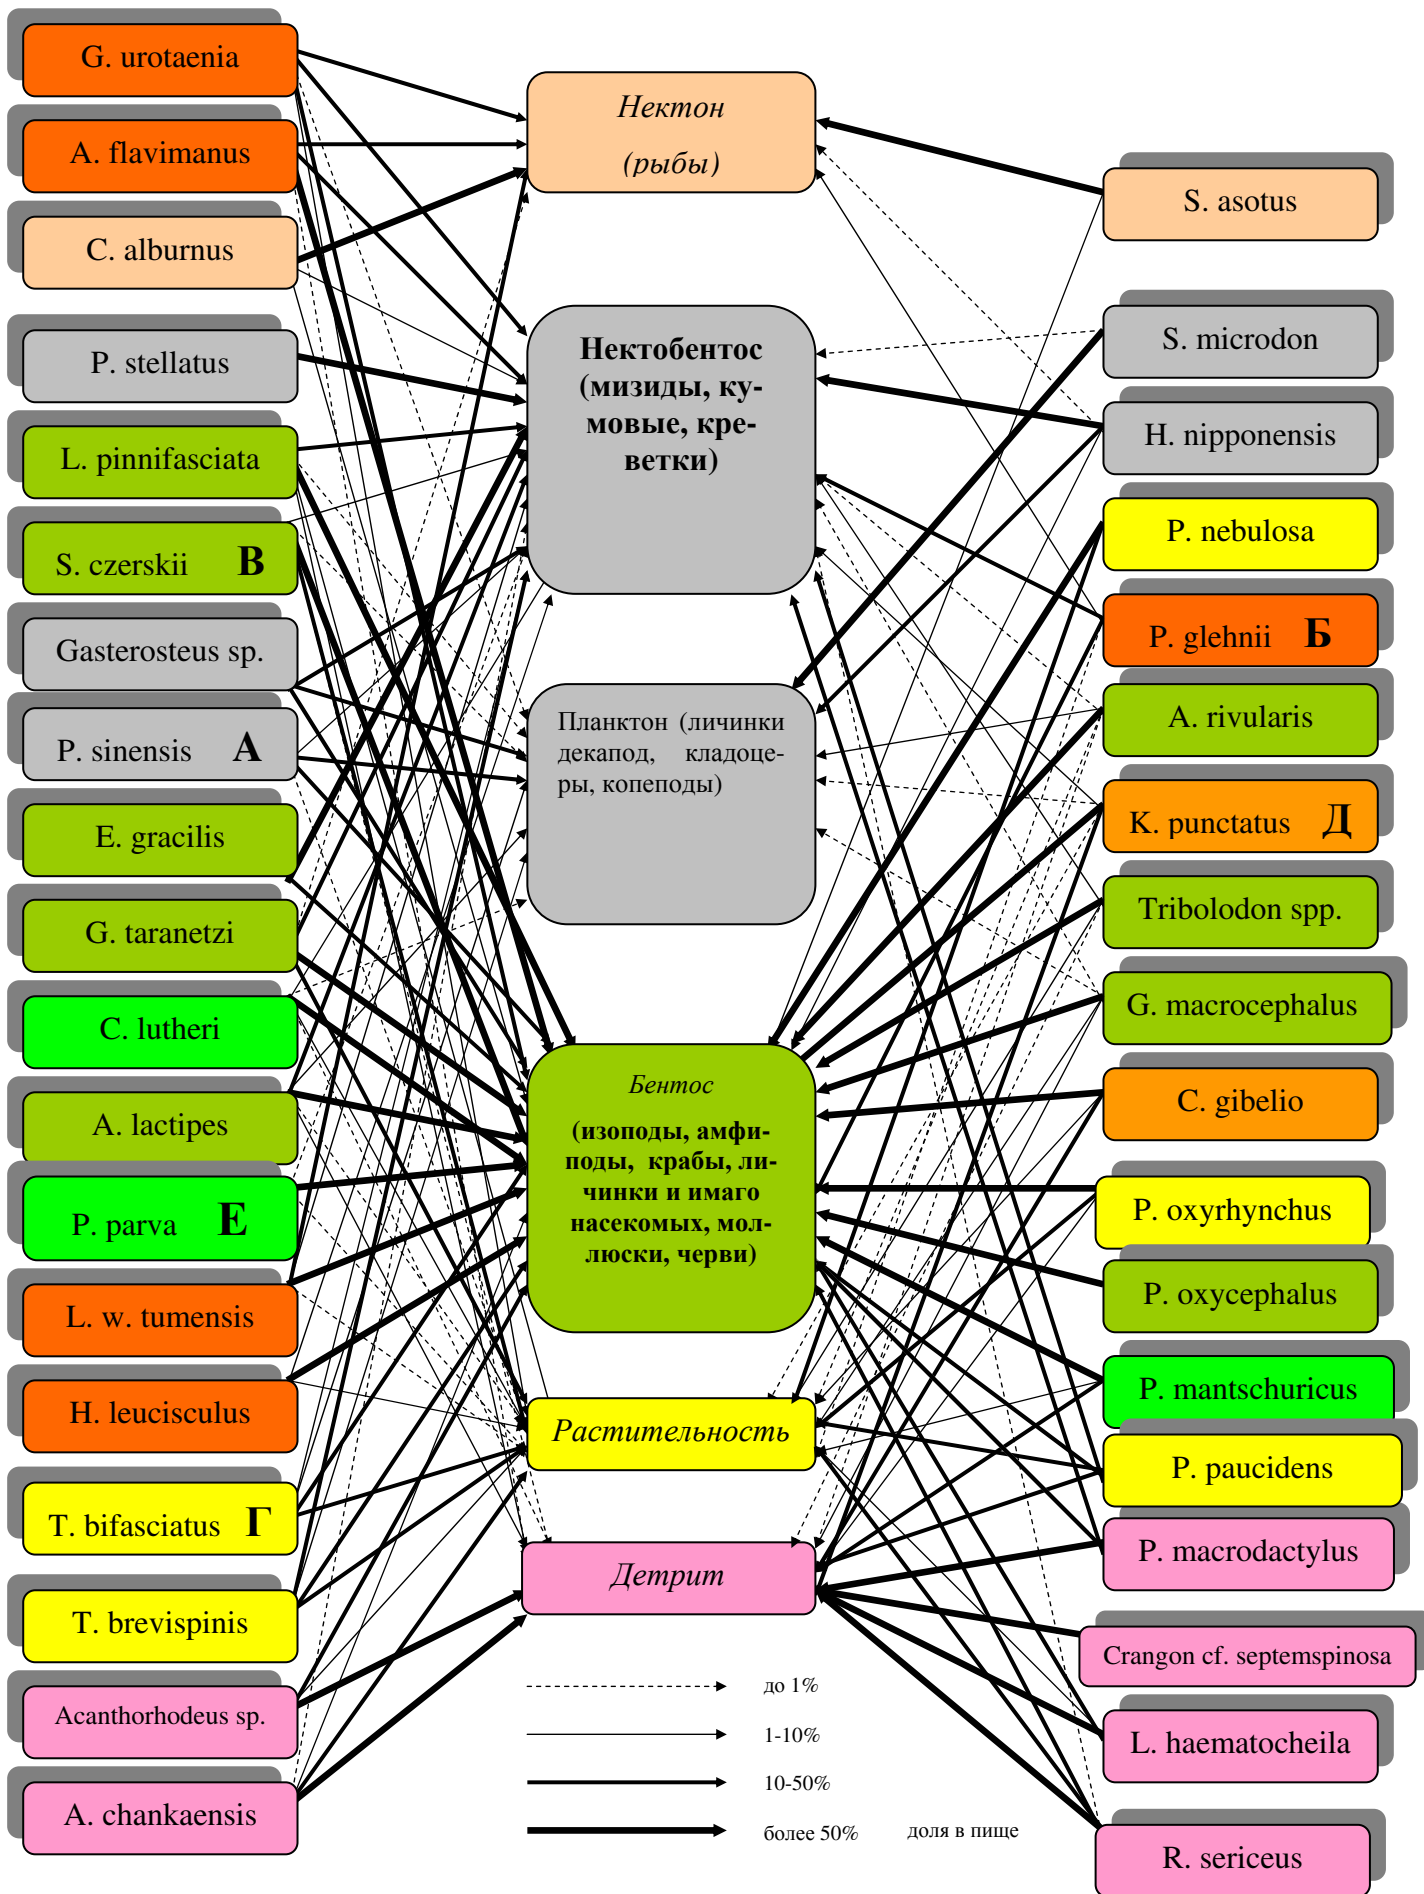 G. urotaenia
A. flavimanus
C. alburnus
P. stellatus
L. pinnifasciata
S. czerskii В
Gasterosteus sp.
P. sinensis А
E. gracilis
G. taranetzi
C. lutheri
A. lactipes
P. parva Е
L. w. tumensis
H. leucisculus
T. bifasciatus Г
T. brevispinis
Acanthorhodeus sp.
A. chankaensis
Нектон
(рыбы)
Нектобентос
(мизиды, ку-
мовые, кре-
ветки)
Планктон (личинки
декапод, кладоце-
ры, копеподы)
Бентос
(изоподы, амфи-
поды, крабы, ли-
чинки и имаго
насекомых, мол-
люски, черви)
Растительность
Детрит
до 1%
1-10%
10-50%
более 50% доля в пище
S. asotus
S. microdon
H. nipponensis
P. nebulosa
P. glehnii Б
A. rivularis
K. punctatus Д
Tribolodon spp.
G. macrocephalus
C. gibelio
P. oxyrhynchus
P. oxycephalus
P. mantschuricus
P. paucidens
P. macrodactylus
Crangon cf. septemspinosa
L. haematocheila
R. sericeus